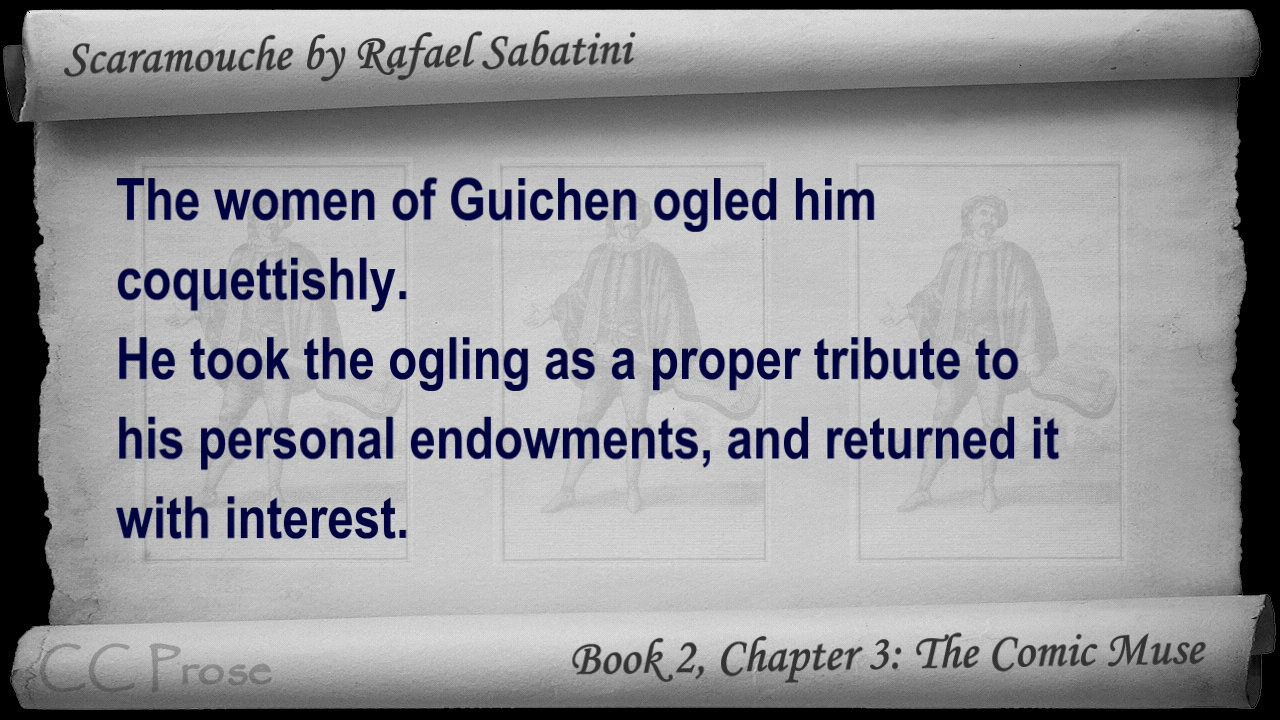 Scaramouche by Rafael Sabatini
The women of Guichen ogled him
coquettishly.
He took the ogling as a proper tribute to
his personal endowments, and returned it
with interest.
CC Prose
Book 2, Chapter 3: The Comic Muse